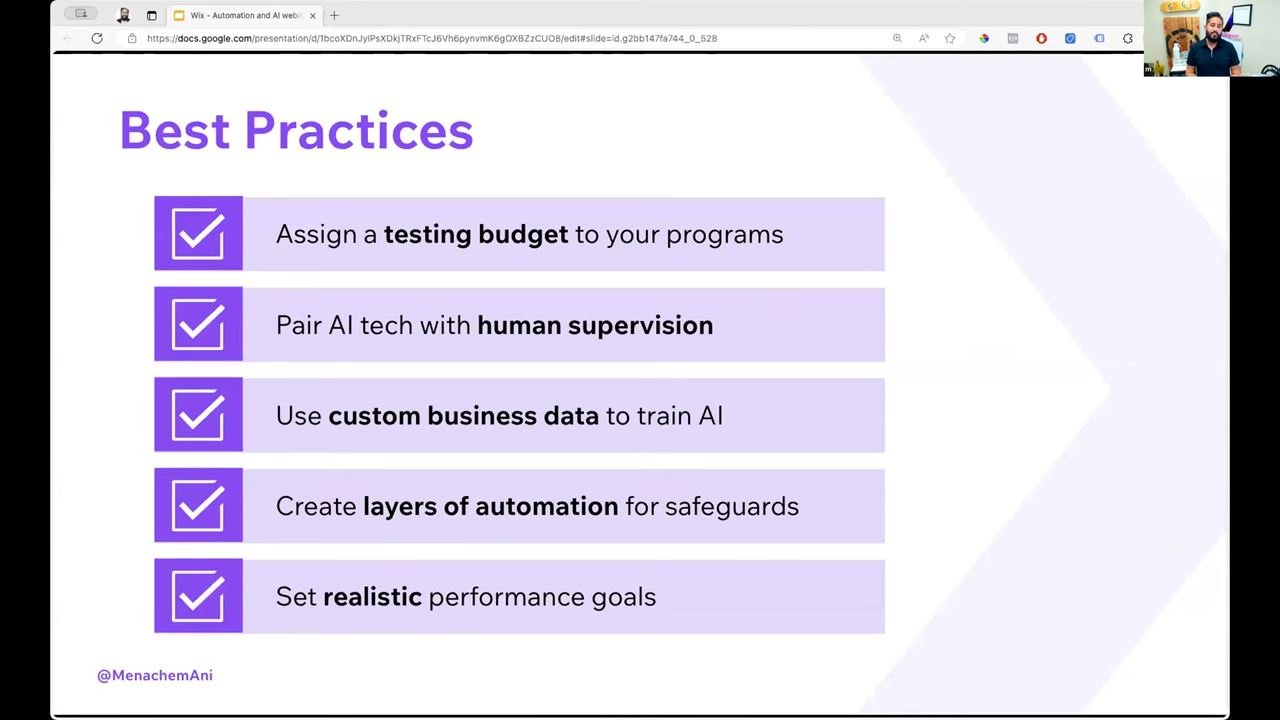 Wix - Automation and AI webin
https://docs.google.com/presentation/d/1bcoXDnJylPsXDkjTRxFTcJ6Vh6pynvmK6gOXBZzCUO8/edit#slide=id.g2bb147fa744_0_528
Best Practices
Assign a testing budget to your programs
Pair AI tech with human supervision
Use custom business data to train AI
Create layers of automation for safeguards
Set realistic performance goals
@MenachemAni